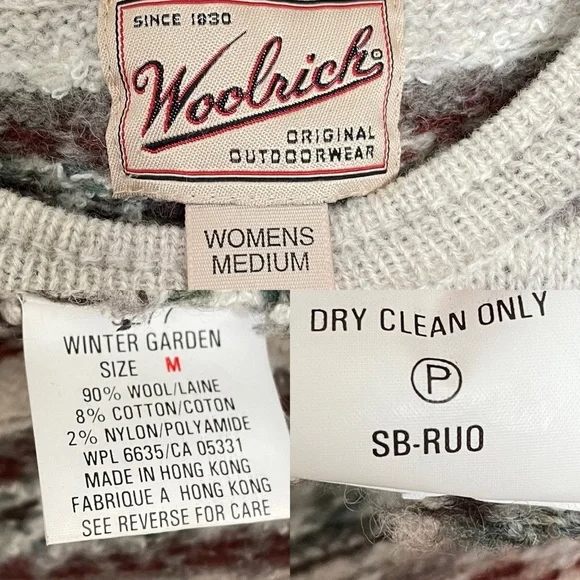 SINCE 1830
Woolrich
ORIGINAL
OUTDOORWEAR
WOMENS
MEDIUM
WINTER GARDEN
SIZE M
90% WOOL/LAINE
8% COTTON/COTON
2% NYLON/POLYAMIDE
WPL 6635/CA 05331
MADE IN HONG KONG
FABRIQUE A HONG KONG
SEE REVERSE FOR CARE
DRY CLEAN ONLY
P
SB-RUO